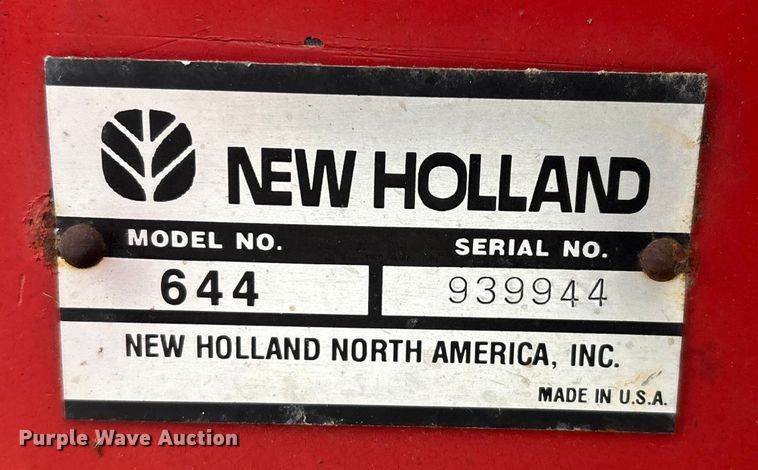 NEW HOLLAND
MODEL NO. SERIAL NO.
644 939944
NEW HOLLAND NORTH AMERICA, INC.
MADE IN U.S.A.
Purple Wave Auction